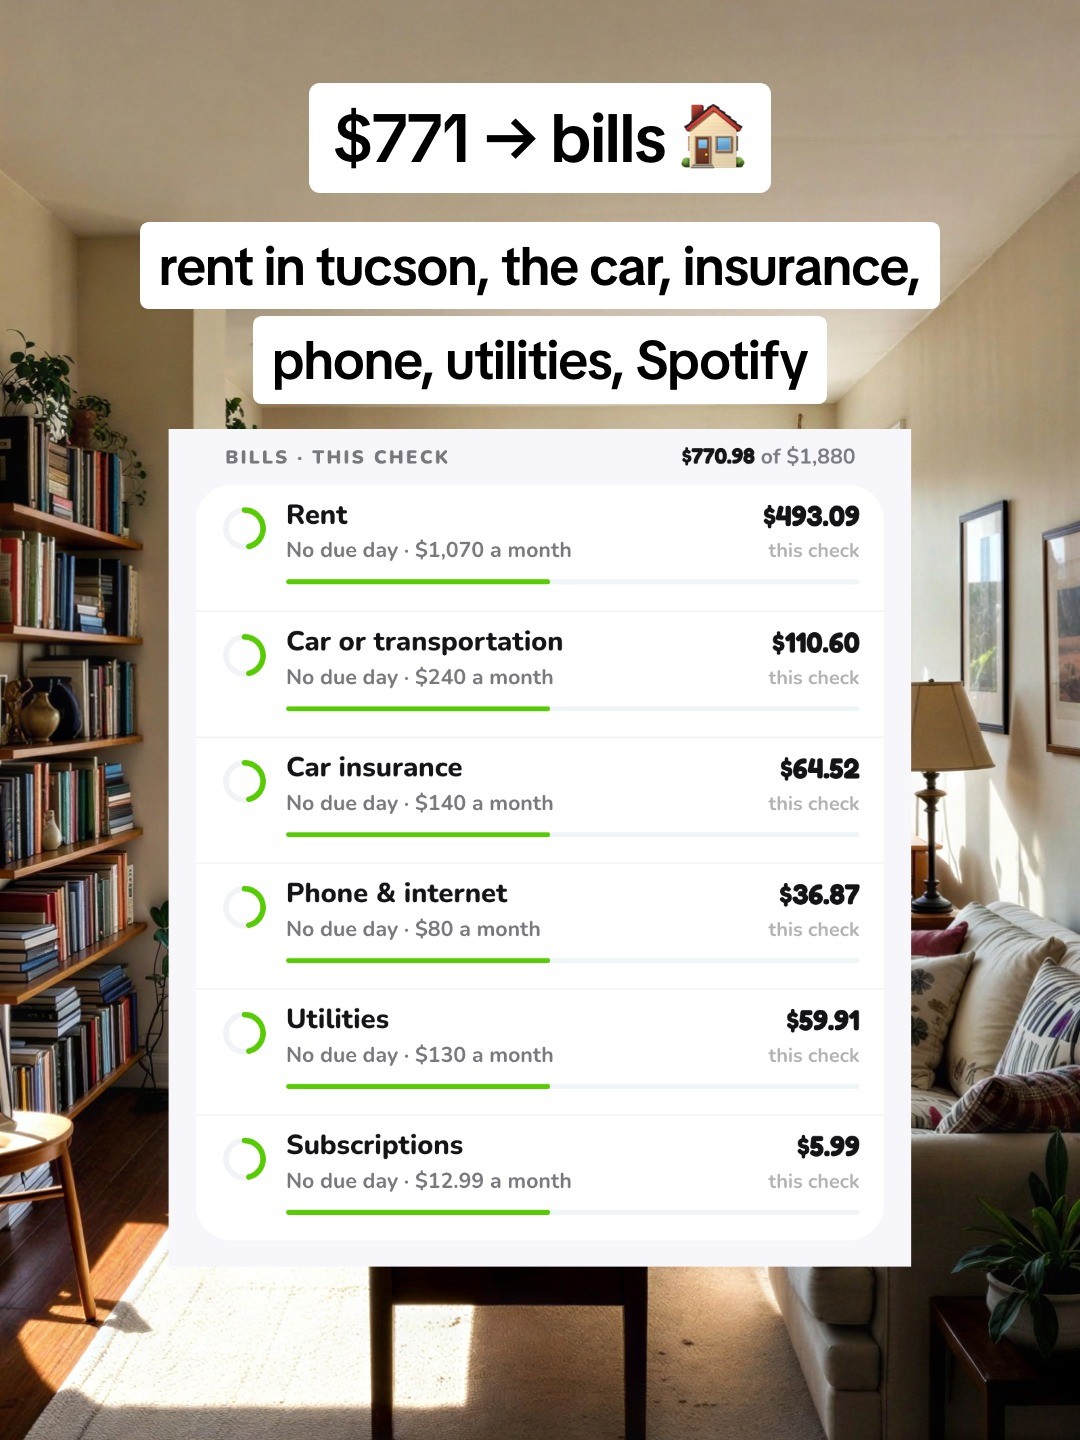 $771 → bills 🏠
rent in tucson, the car, insurance,
phone, utilities, Spotify
BILLS · THIS CHECK $770.98 of $1,880
Rent $493.09
No due day · $1,070 a month this check
Car or transportation $110.60
No due day · $240 a month this check
Car insurance $64.52
No due day · $140 a month this check
Phone & internet $36.87
No due day · $80 a month this check
Utilities $59.91
No due day · $130 a month this check
Subscriptions $5.99
No due day · $12.99 a month this check